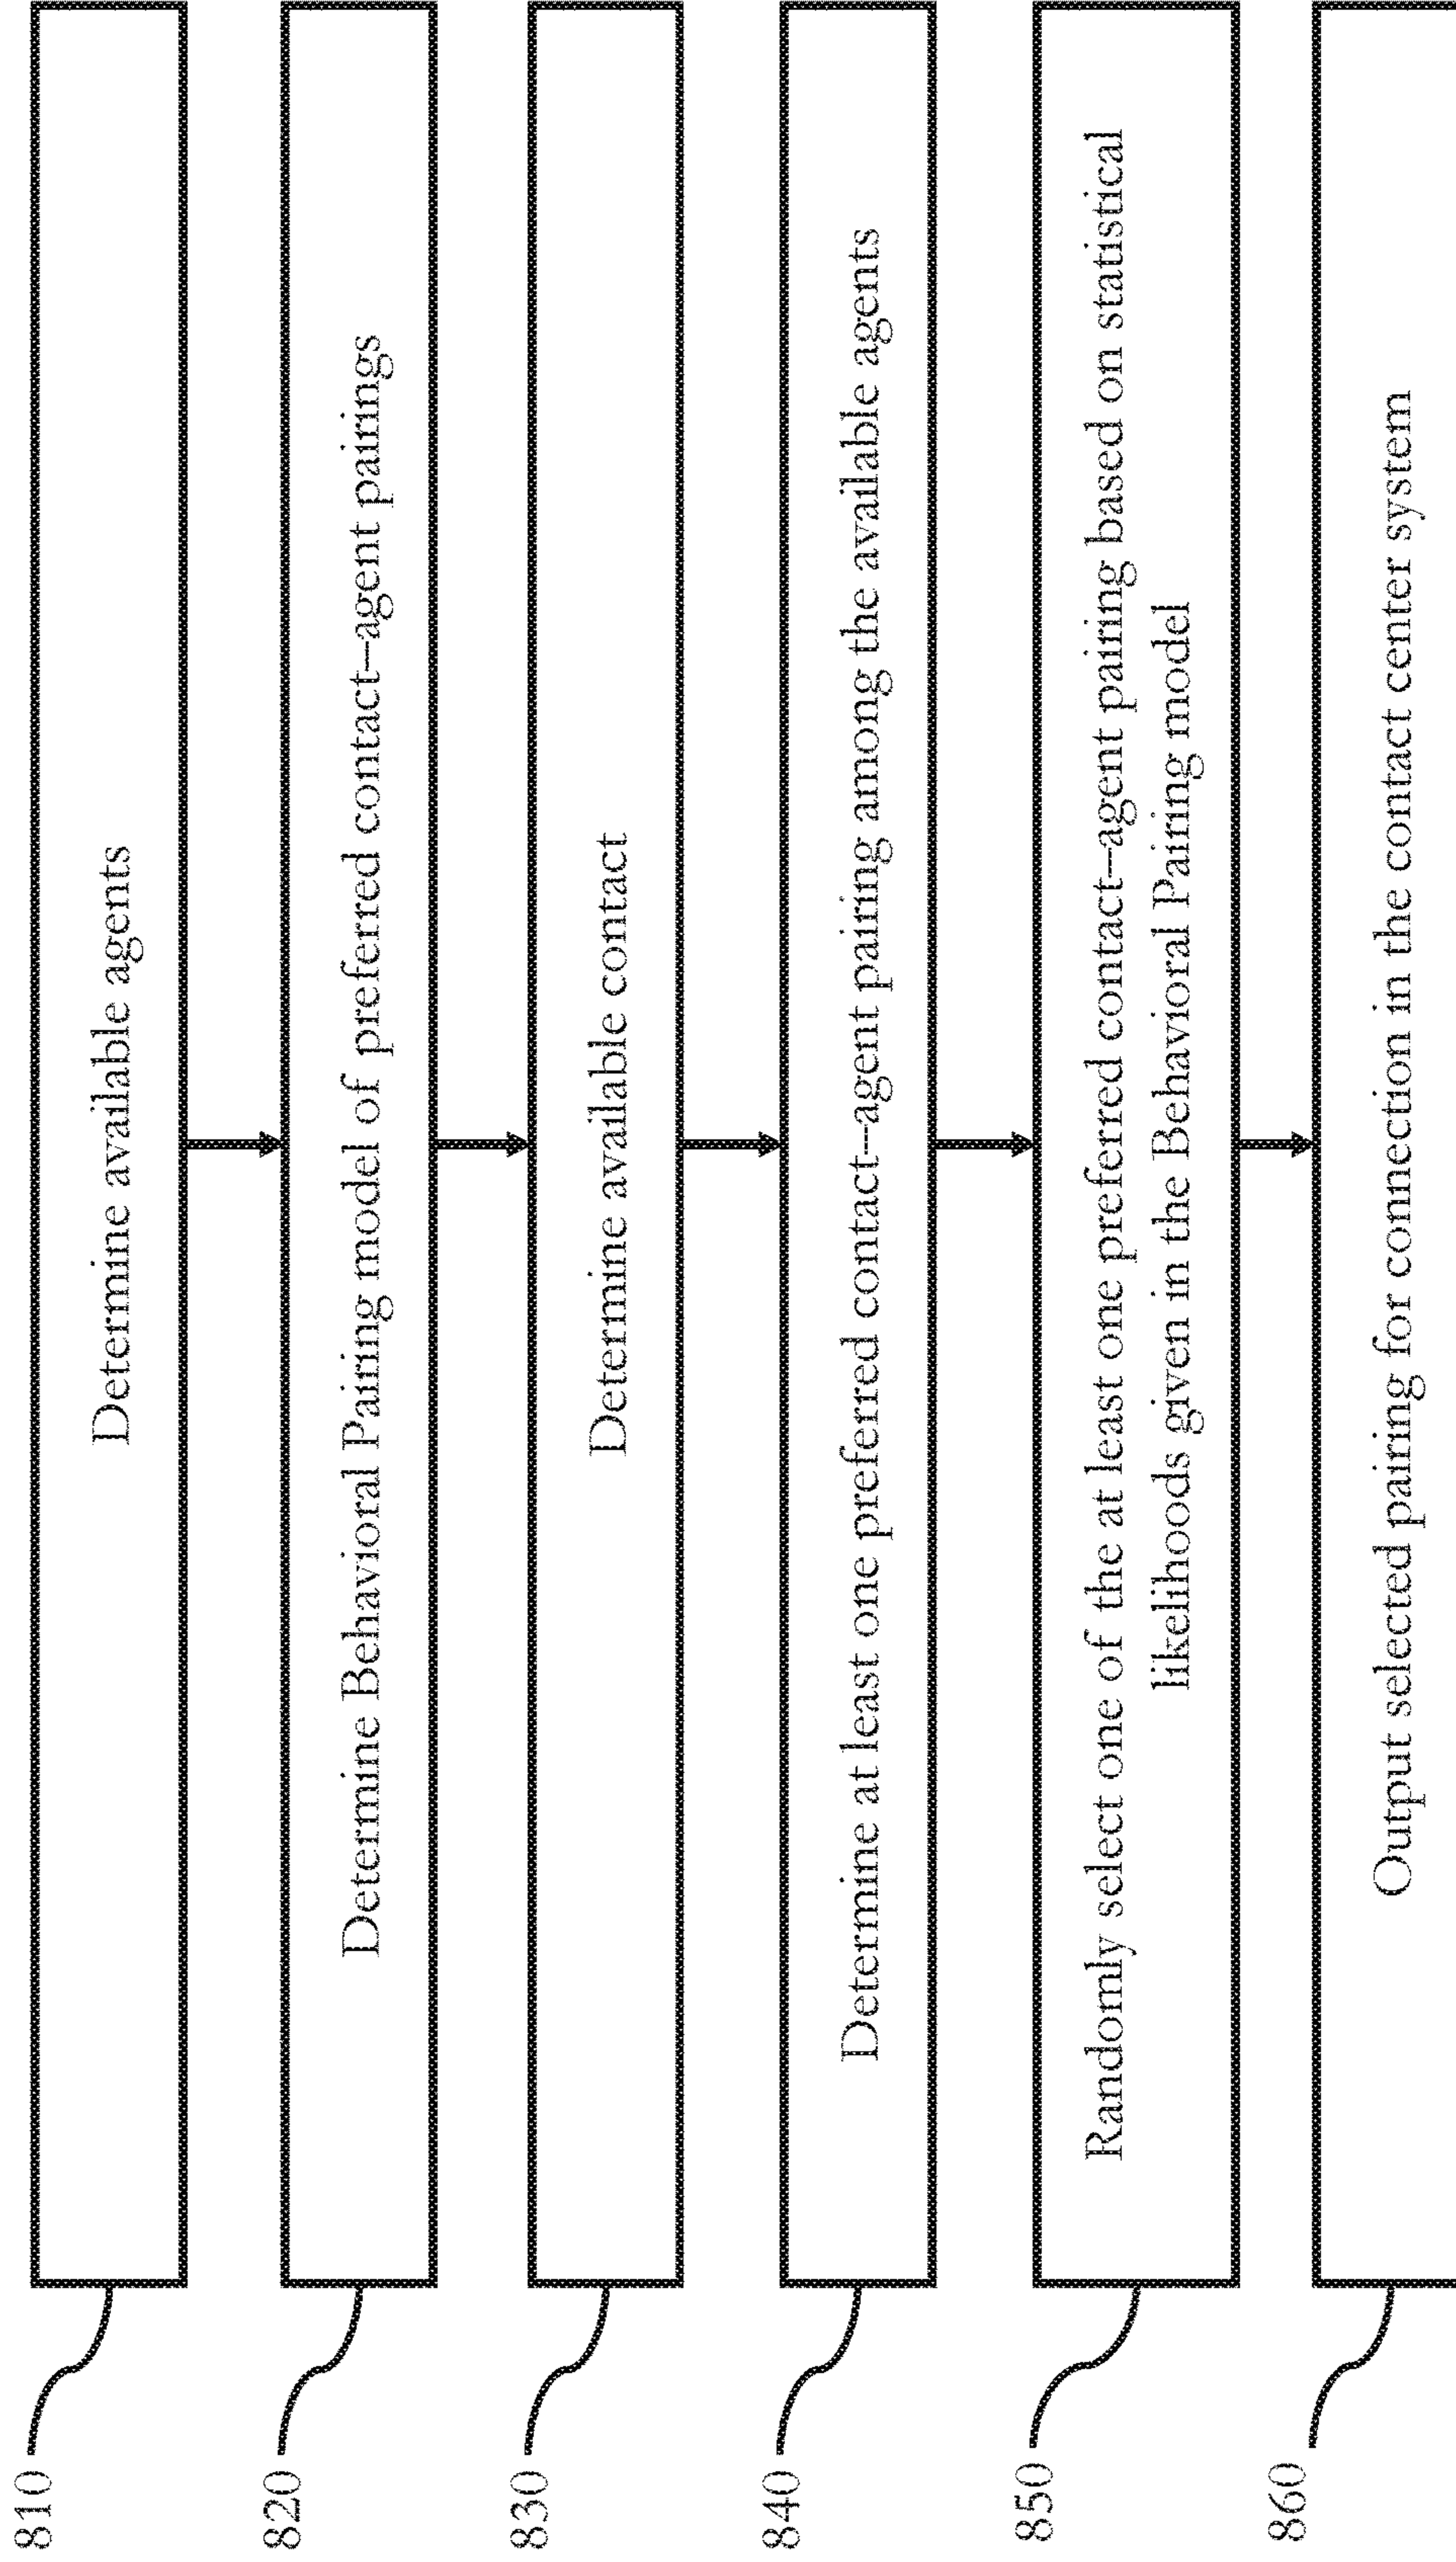 810
Determine available agents
820
Determine Behavioral Pairing model of preferred contact–agent pairings
830
Determine available contact
840
Determine at least one preferred contact–agent pairing among the available agents
850
Randomly select one of the at least one preferred contact–agent pairing based on statistical
likelihoods given in the Behavioral Pairing model
860
Output selected pairing for connection in the contact center system